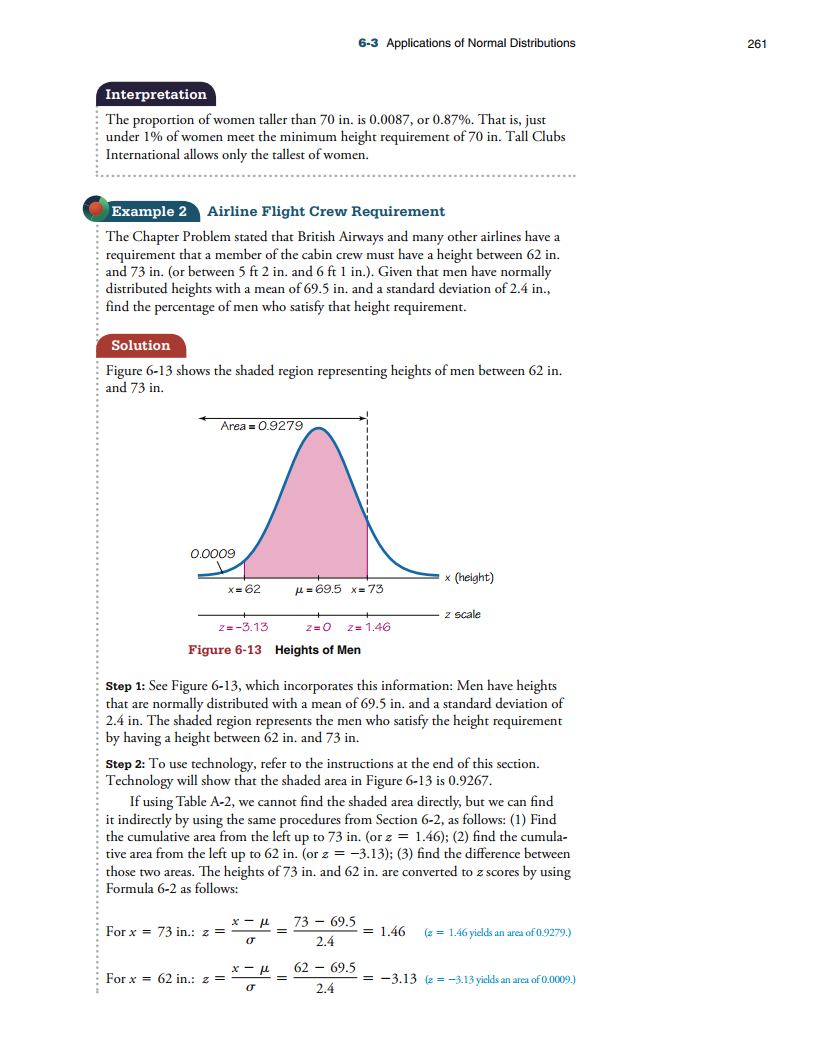 6-3 Applications of Normal Distributions 261
Interpretation
The proportion of women taller than 70 in. is 0.0087, or 0.87%. That is, just
under 1% of women meet the minimum height requirement of 70 in. Tall Clubs
International allows only the tallest of women.
Example 2 Airline Flight Crew Requirement
The Chapter Problem stated that British Airways and many other airlines have a
requirement that a member of the cabin crew must have a height between 62 in.
and 73 in. (or between 5 ft 2 in. and 6 ft 1 in.). Given that men have normally
distributed heights with a mean of 69.5 in. and a standard deviation of 2.4 in.,
find the percentage of men who satisfy that height requirement.
Solution
Figure 6-13 shows the shaded region representing heights of men between 62 in.
and 73 in.
Area = 0.9279
0.0009
x (height)
x = 62 μ = 69.5 x = 73
z scale
z = −3.13 z = 0 z = 1.46
Figure 6-13 Heights of Men
Step 1: See Figure 6-13, which incorporates this information: Men have heights
that are normally distributed with a mean of 69.5 in. and a standard deviation of
2.4 in. The shaded region represents the men who satisfy the height requirement
by having a height between 62 in. and 73 in.
Step 2: To use technology, refer to the instructions at the end of this section.
Technology will show that the shaded area in Figure 6-13 is 0.9267.
If using Table A-2, we cannot find the shaded area directly, but we can find
it indirectly by using the same procedures from Section 6-2, as follows: (1) Find
the cumulative area from the left up to 73 in. (or z = 1.46); (2) find the cumula-
tive area from the left up to 62 in. (or z = −3.13); (3) find the difference between
those two areas. The heights of 73 in. and 62 in. are converted to z scores by using
Formula 6-2 as follows:
For x = 73 in.: z = (x − μ)/σ = (73 − 69.5)/2.4 = 1.46 (z = 1.46 yields an area of 0.9279.)
For x = 62 in.: z = (x − μ)/σ = (62 − 69.5)/2.4 = −3.13 (z = −3.13 yields an area of 0.0009.)